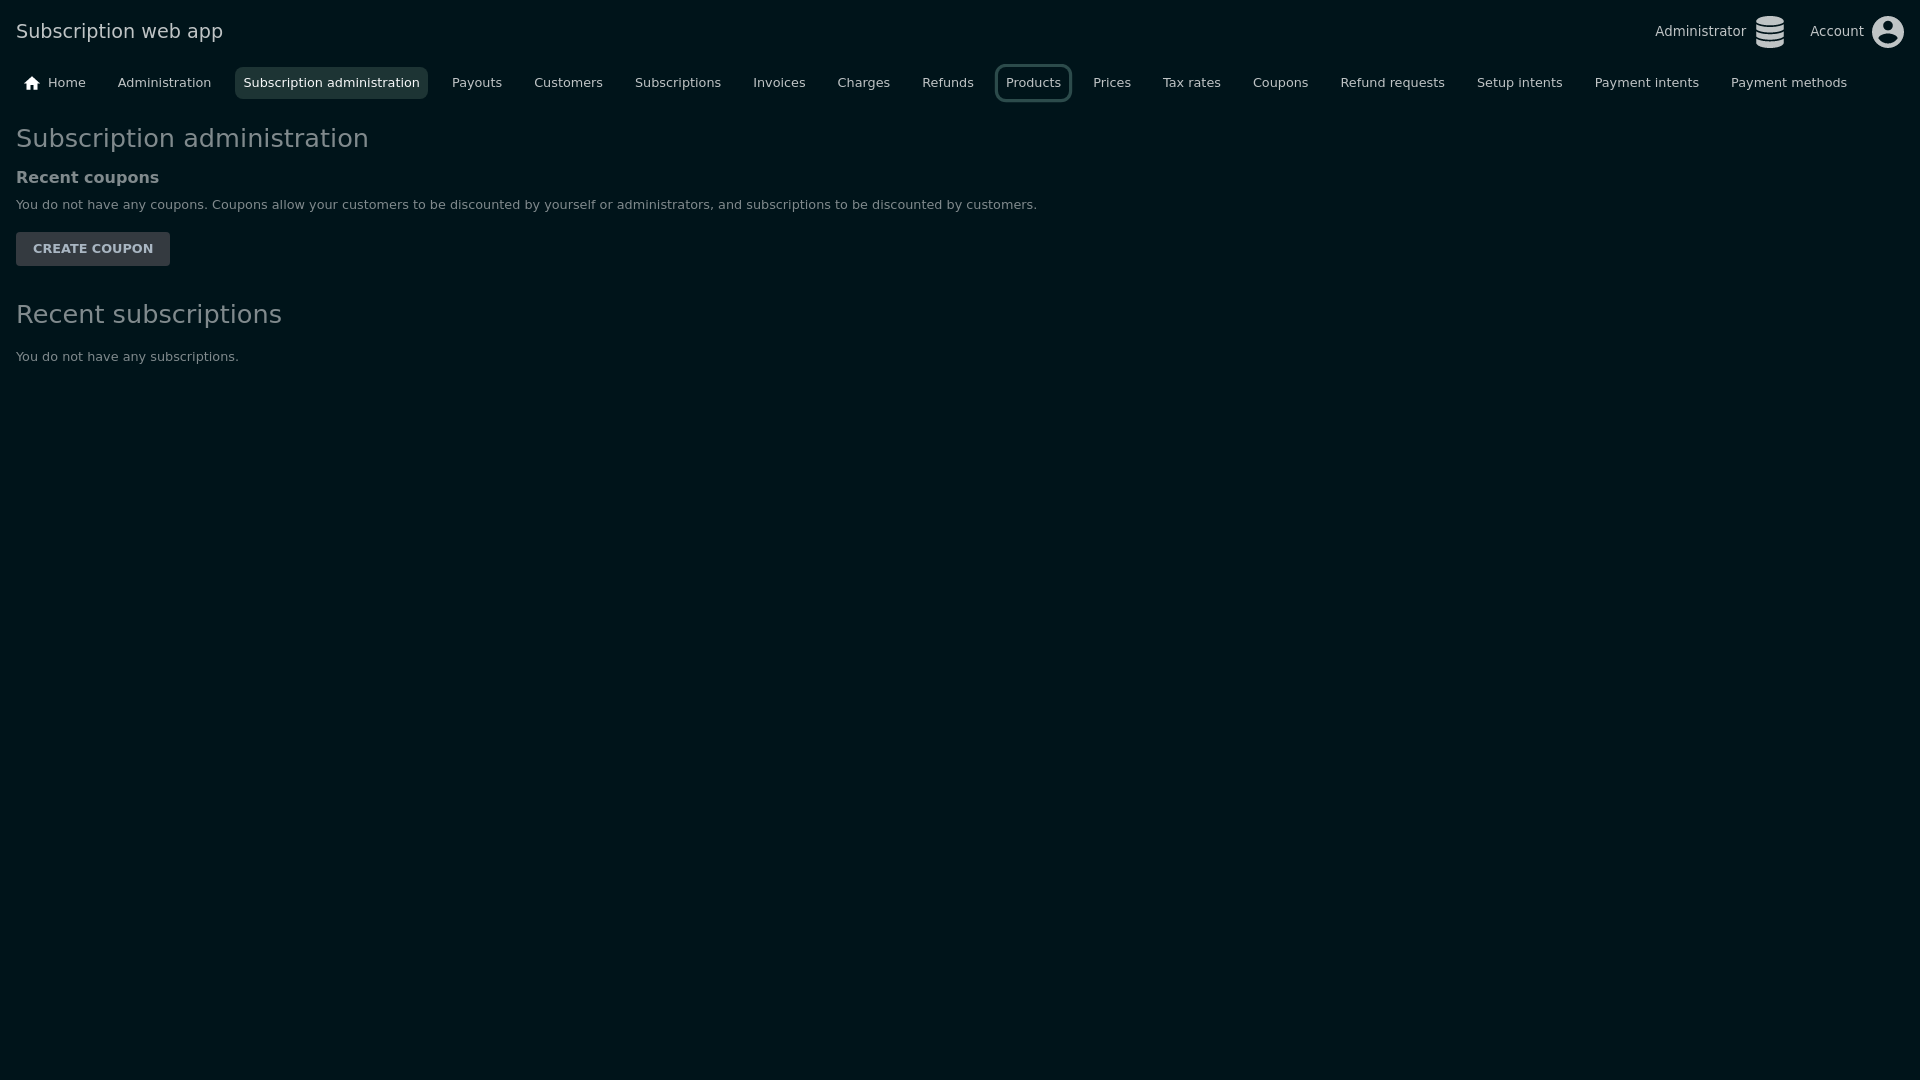 Subscription web app
Administrator
Account
Home
Administration
Subscription administration
Payouts
Customers
Subscriptions
Invoices
Charges
Refunds
Products
Prices
Tax rates
Coupons
Refund requests
Setup intents
Payment intents
Payment methods
Subscription administration
Recent coupons
You do not have any coupons. Coupons allow your customers to be discounted by yourself or administrators, and subscriptions to be discounted by customers.
CREATE COUPON
Recent subscriptions
You do not have any subscriptions.